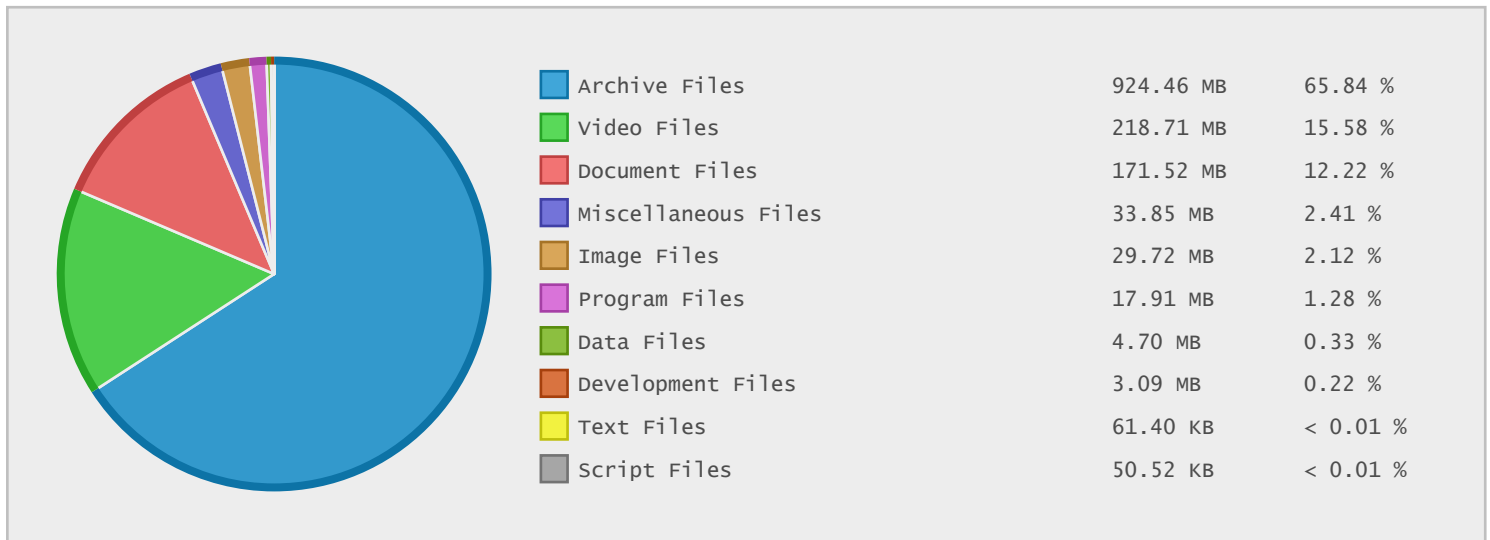 Archive Files 924.46 MB 65.84 %
Video Files 218.71 MB 15.58 %
Document Files 171.52 MB 12.22 %
Miscellaneous Files 33.85 MB 2.41 %
Image Files 29.72 MB 2.12 %
Program Files 17.91 MB 1.28 %
Data Files 4.70 MB 0.33 %
Development Files 3.09 MB 0.22 %
Text Files 61.40 KB < 0.01 %
Script Files 50.52 KB < 0.01 %